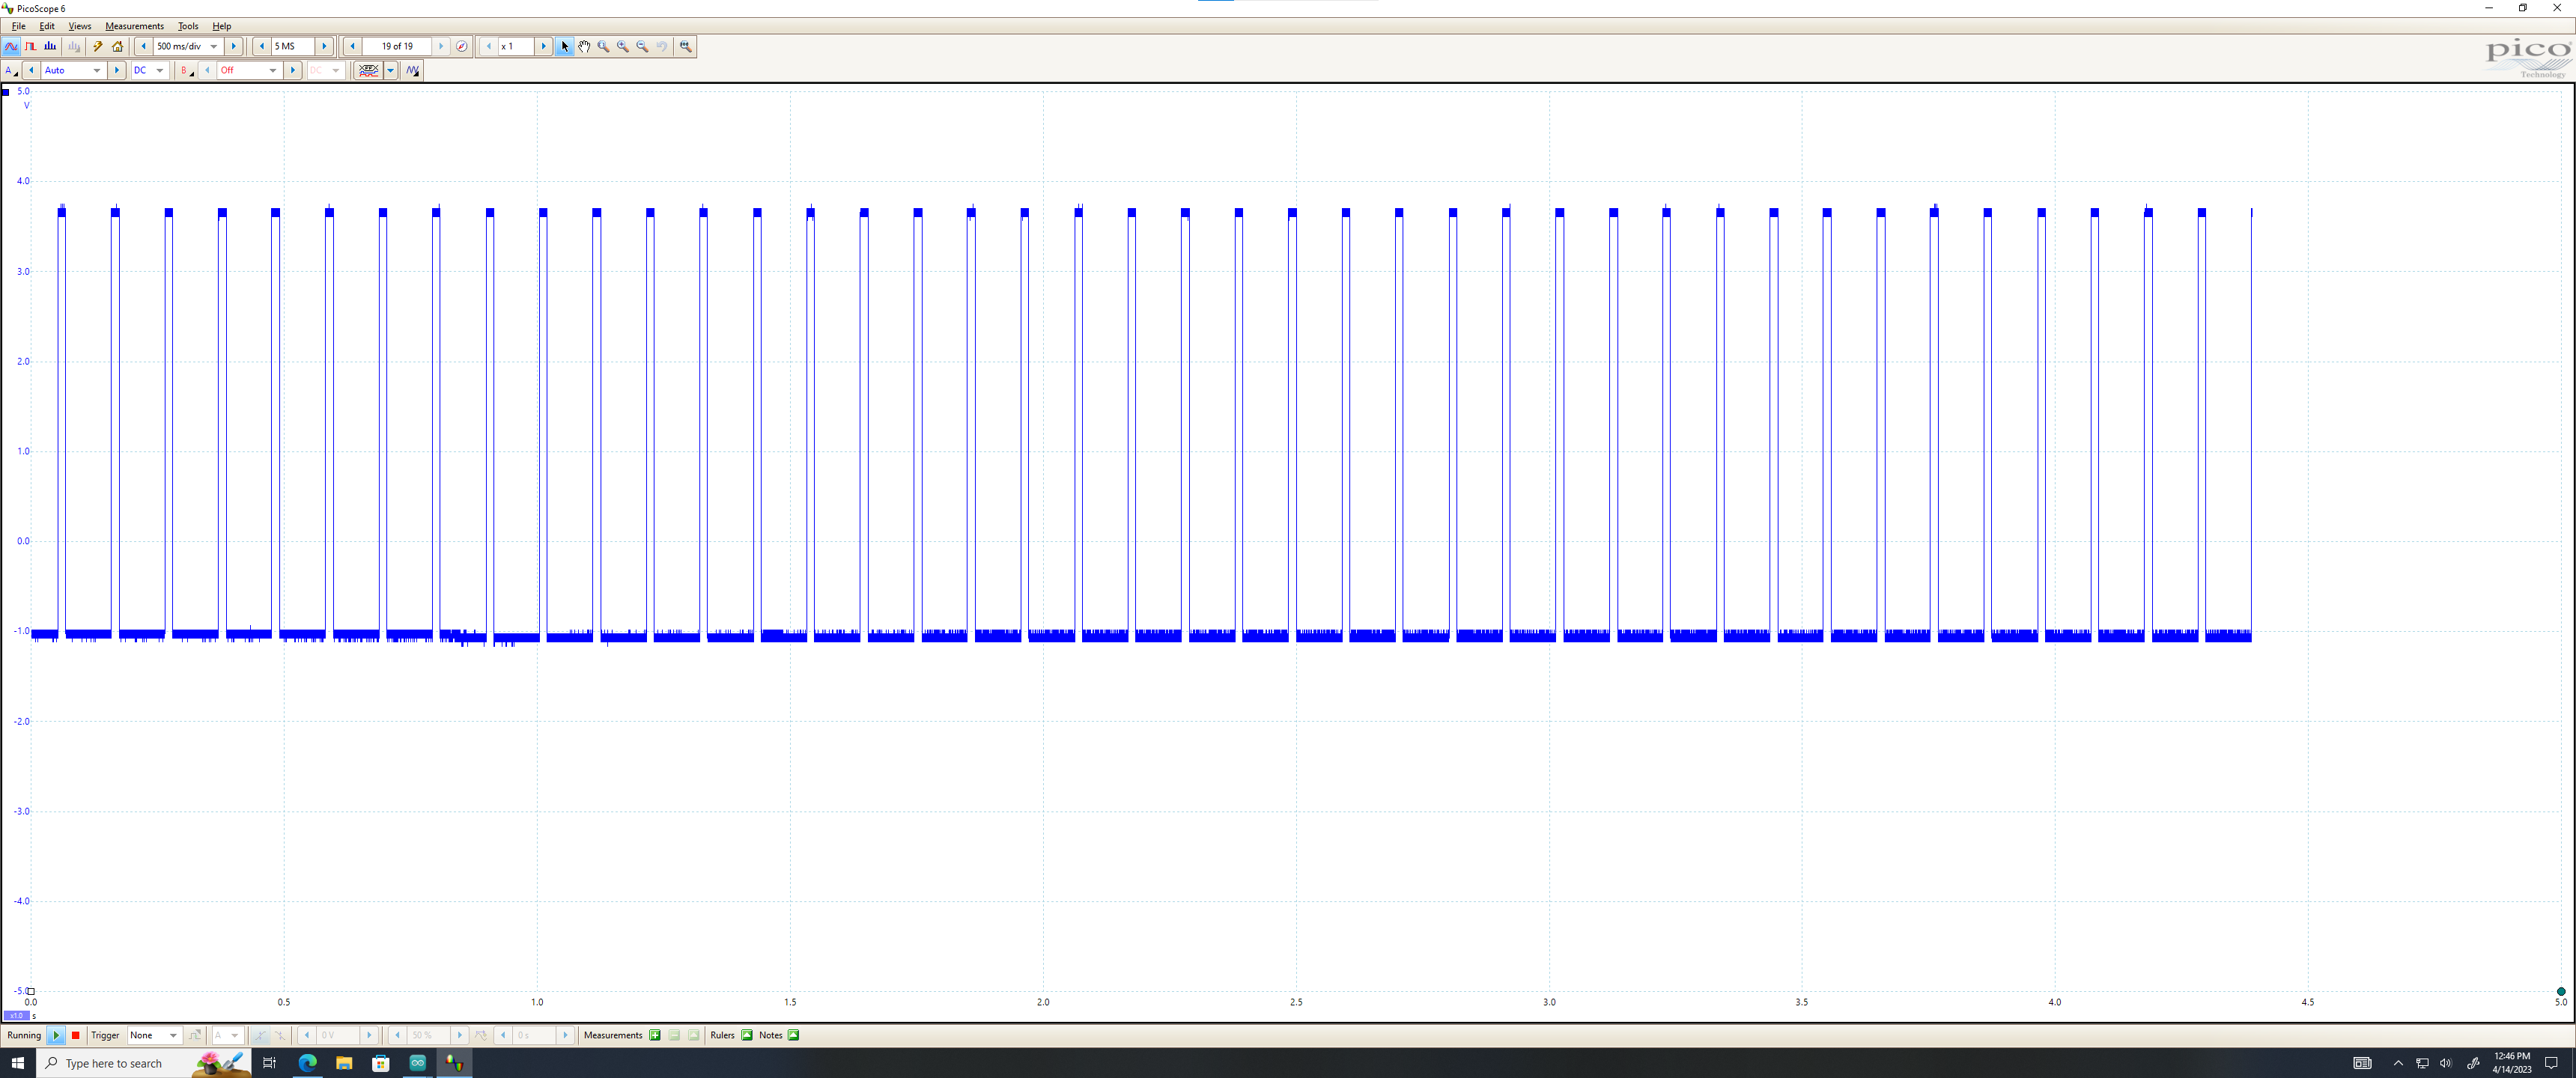 PicoScope 6
File Edit Views Measurements Tools Help
500 ms/div 5 MS 19 of 19 x 1
A Auto DC B Off DC
pico
Technology
5.0
V
4.0
3.0
2.0
1.0
0.0
-1.0
-2.0
-3.0
-4.0
-5.0
0.0 0.5 1.0 1.5 2.0 2.5 3.0 3.5 4.0 4.5 5.0
x1.0 s
Running Trigger None A 0 V 50 % 0 s Measurements Rulers Notes
Type here to search
12:46 PM
4/14/2023